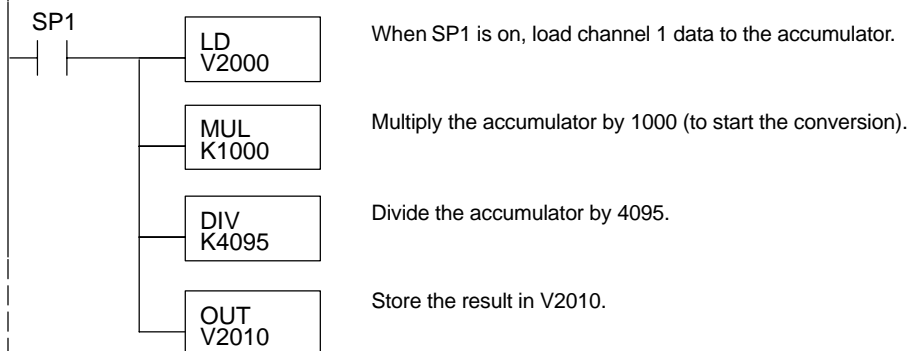 SP1
LD
V2000
When SP1 is on, load channel 1 data to the accumulator.
MUL
K1000
Multiply the accumulator by 1000 (to start the conversion).
DIV
K4095
Divide the accumulator by 4095.
OUT
V2010
Store the result in V2010.